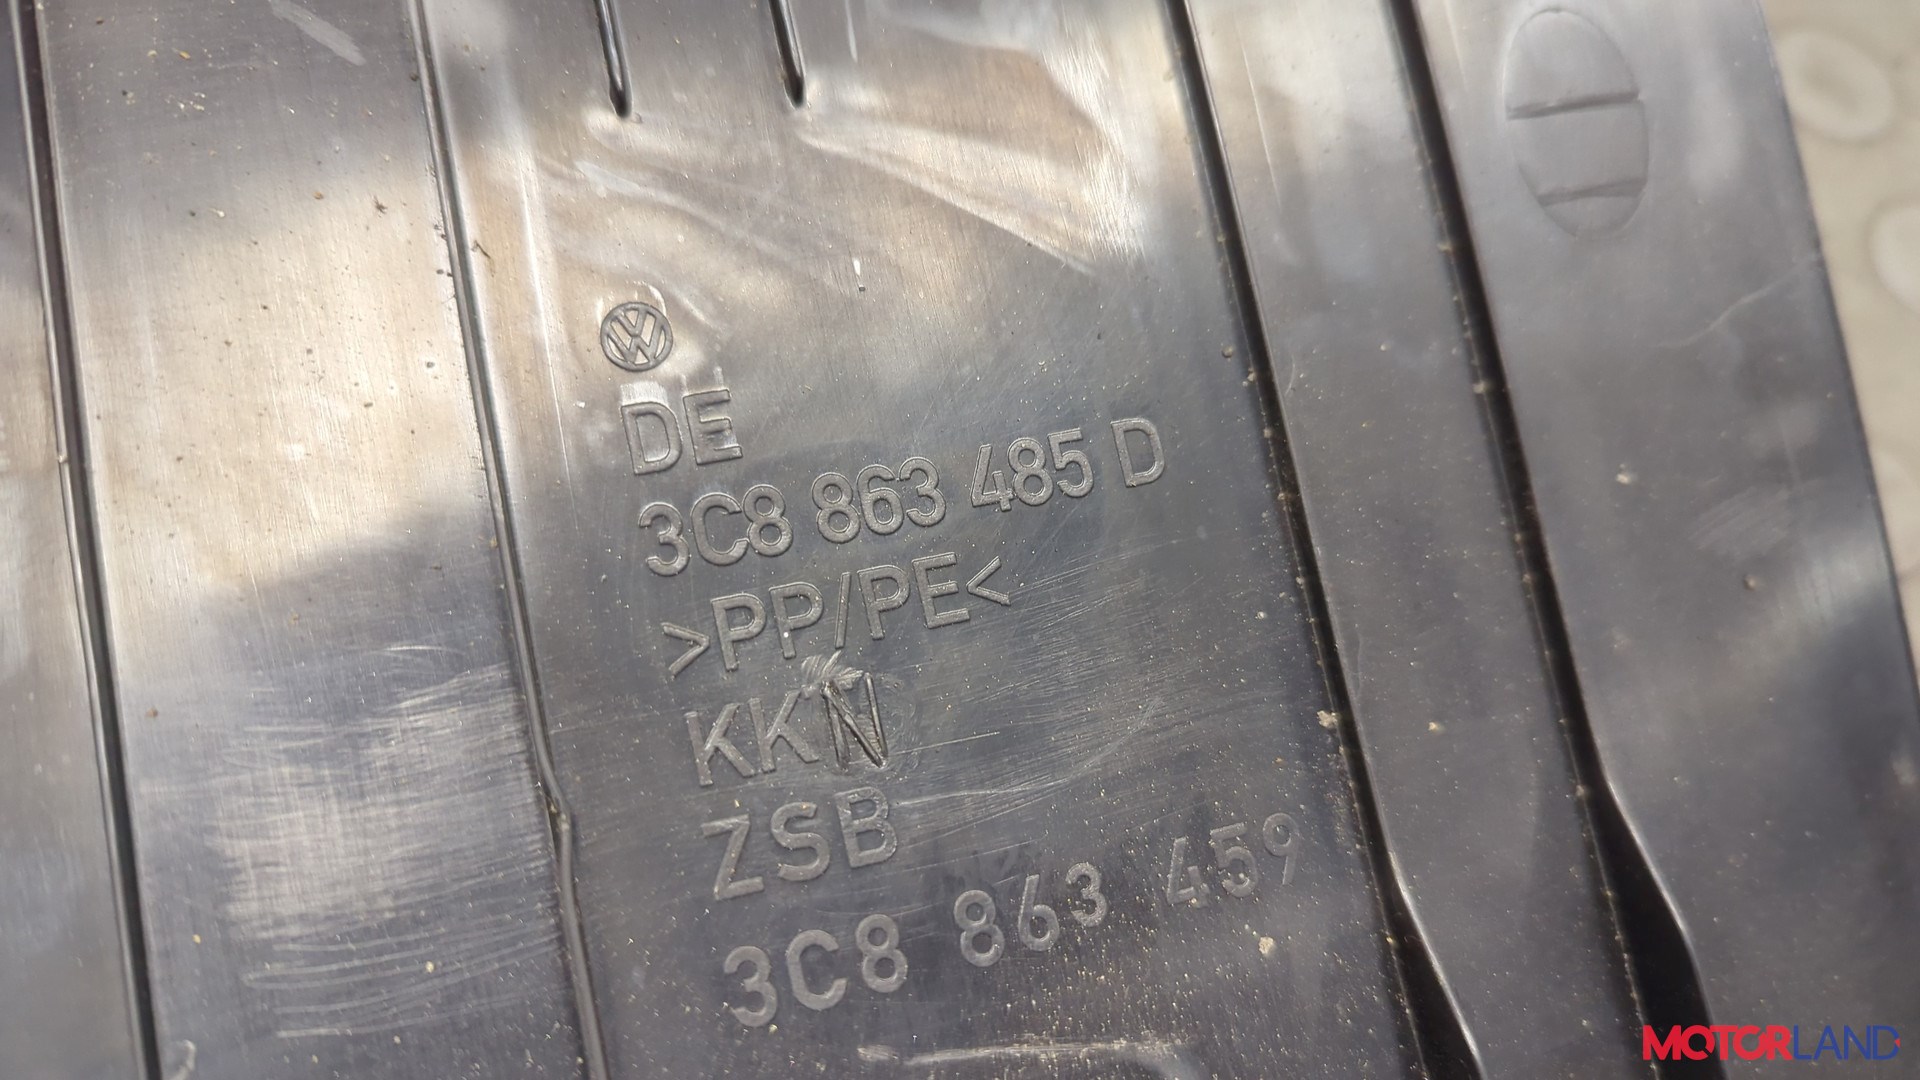 DE
3C8 863 485 D
>PP/PE<
KKN
ZSB
3C8 863 459
MOTORLAND